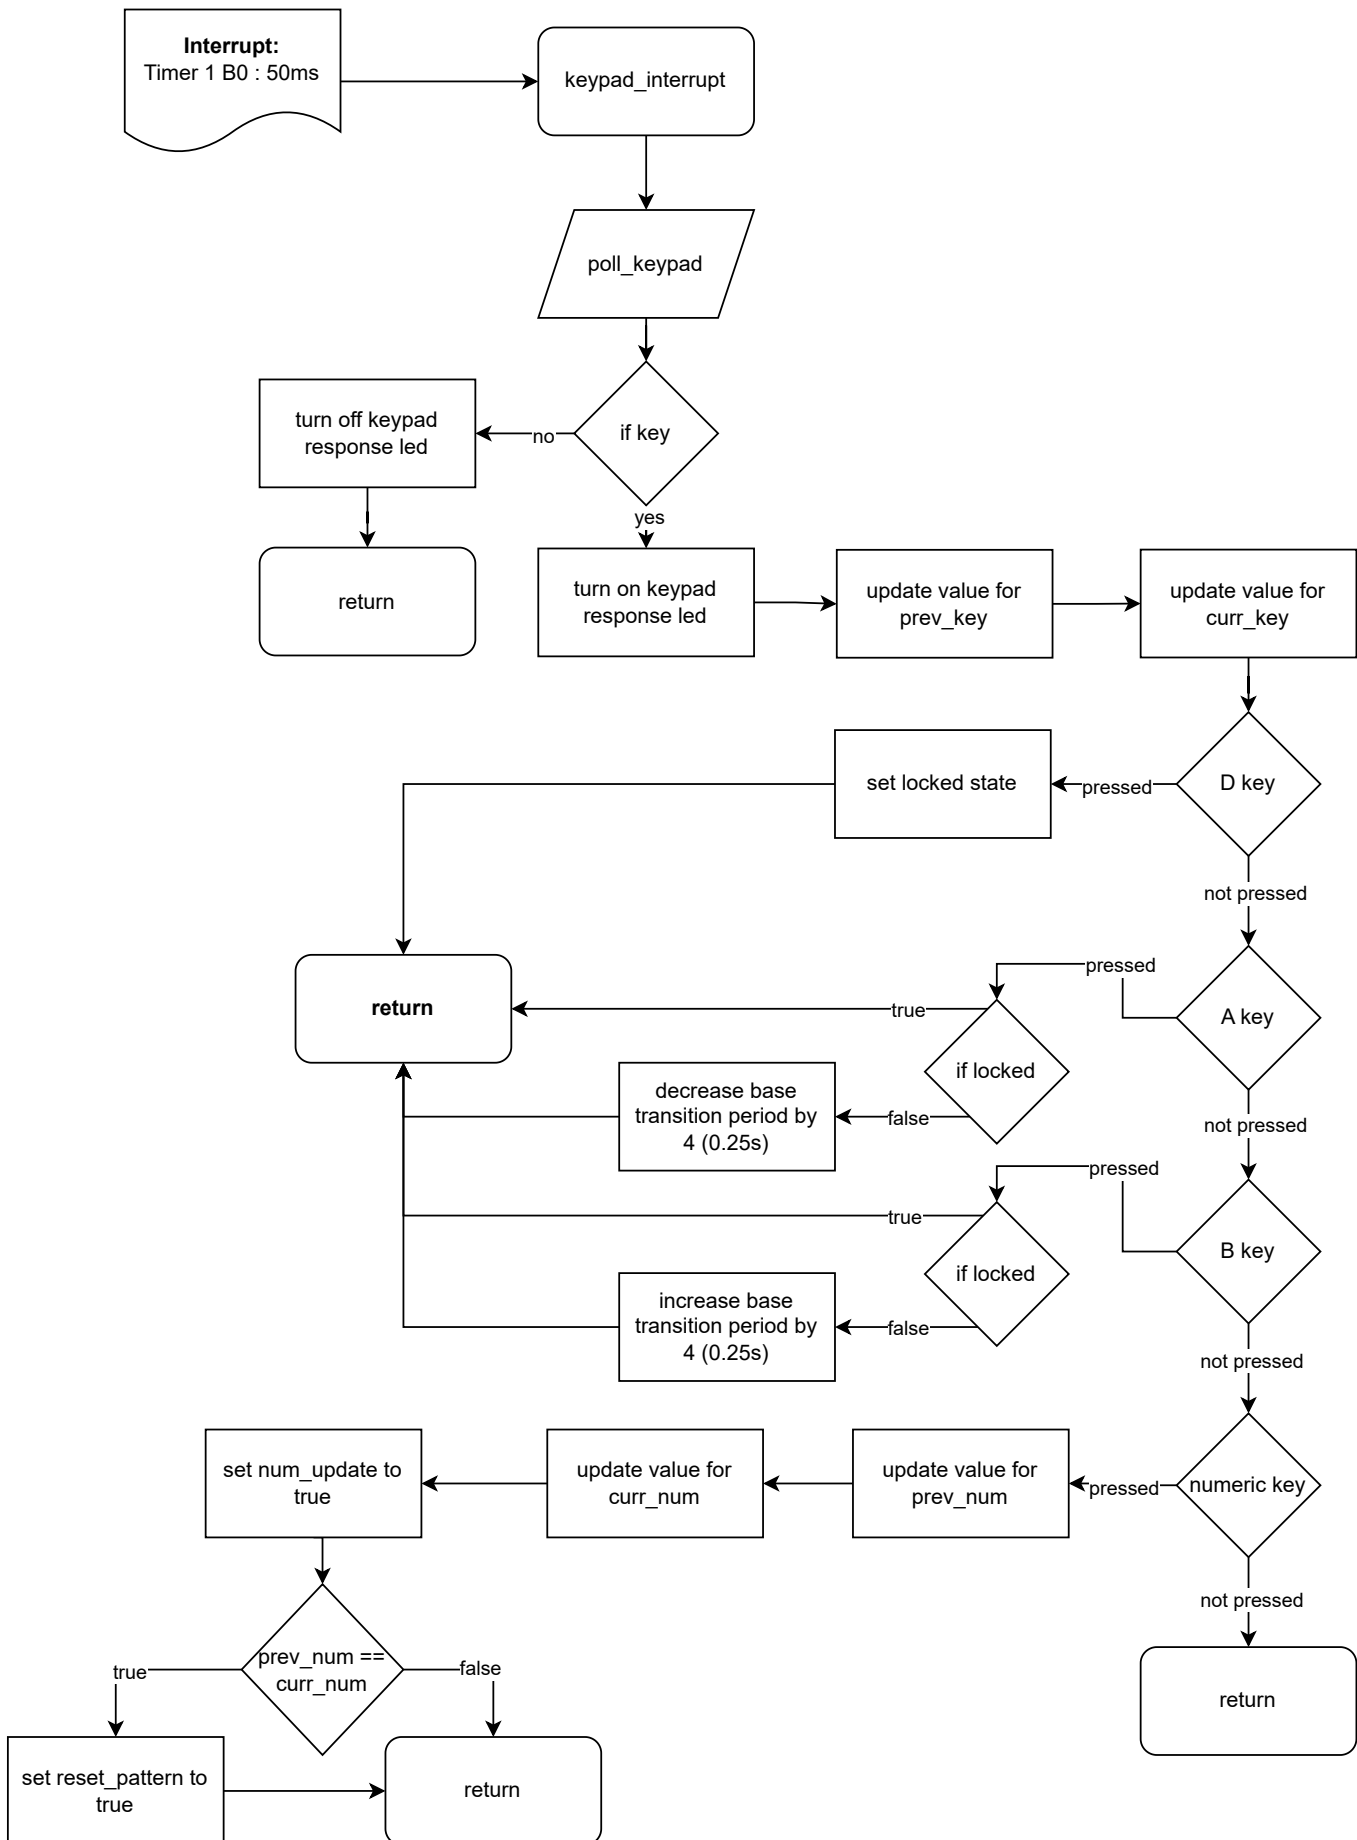 Interrupt:
Timer 1 B0 : 50ms
keypad_interrupt
poll_keypad
if key
no
turn off keypad
response led
yes
return
turn on keypad
response led
update value for
prev_key
update value for
curr_key
D key
pressed
set locked state
not pressed
A key
pressed
return
true
if locked
false
decrease base
transition period by
4 (0.25s)
not pressed
B key
pressed
true
if locked
false
increase base
transition period by
4 (0.25s)
not pressed
numeric key
pressed
update value for
prev_num
update value for
curr_num
set num_update to
true
not pressed
return
prev_num ==
curr_num
true
false
set reset_pattern to
true
return